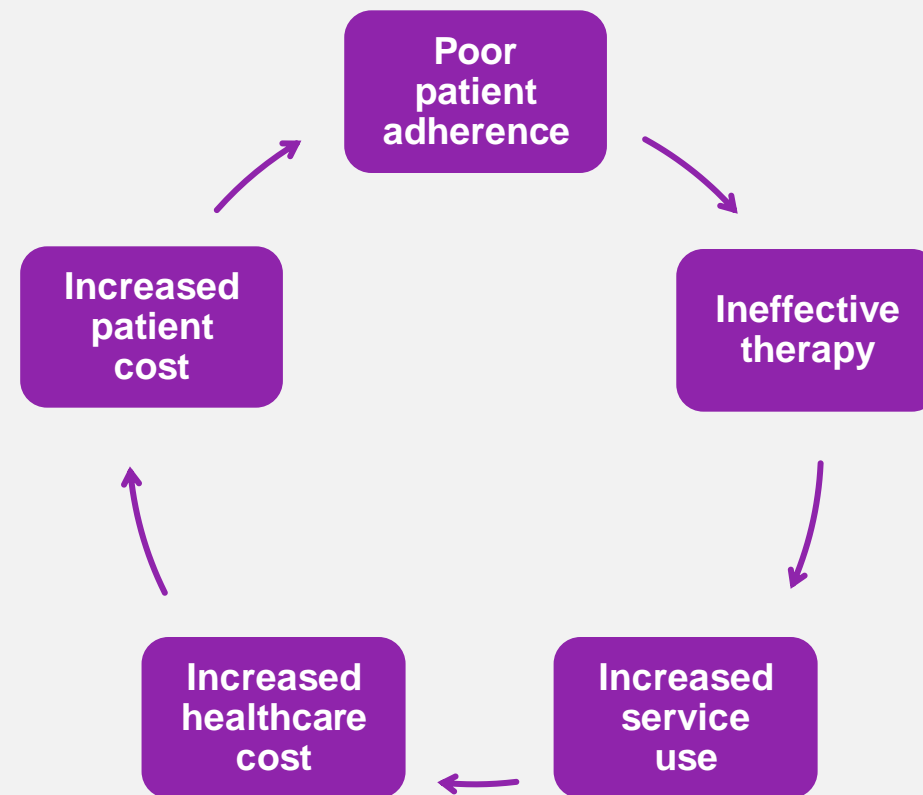 Poor
patient
adherence
Ineffective
therapy
Increased
service
use
Increased
healthcare
cost
Increased
patient
cost